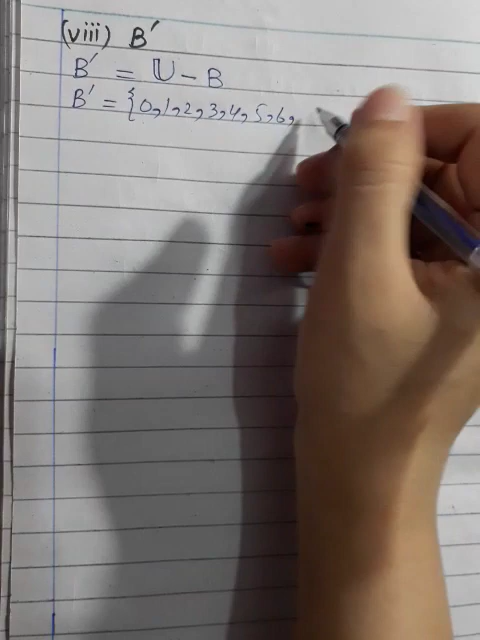 (viii) B′
B′ = 𝕌 − B
B′ = {0,1,2,3,4,5,6,